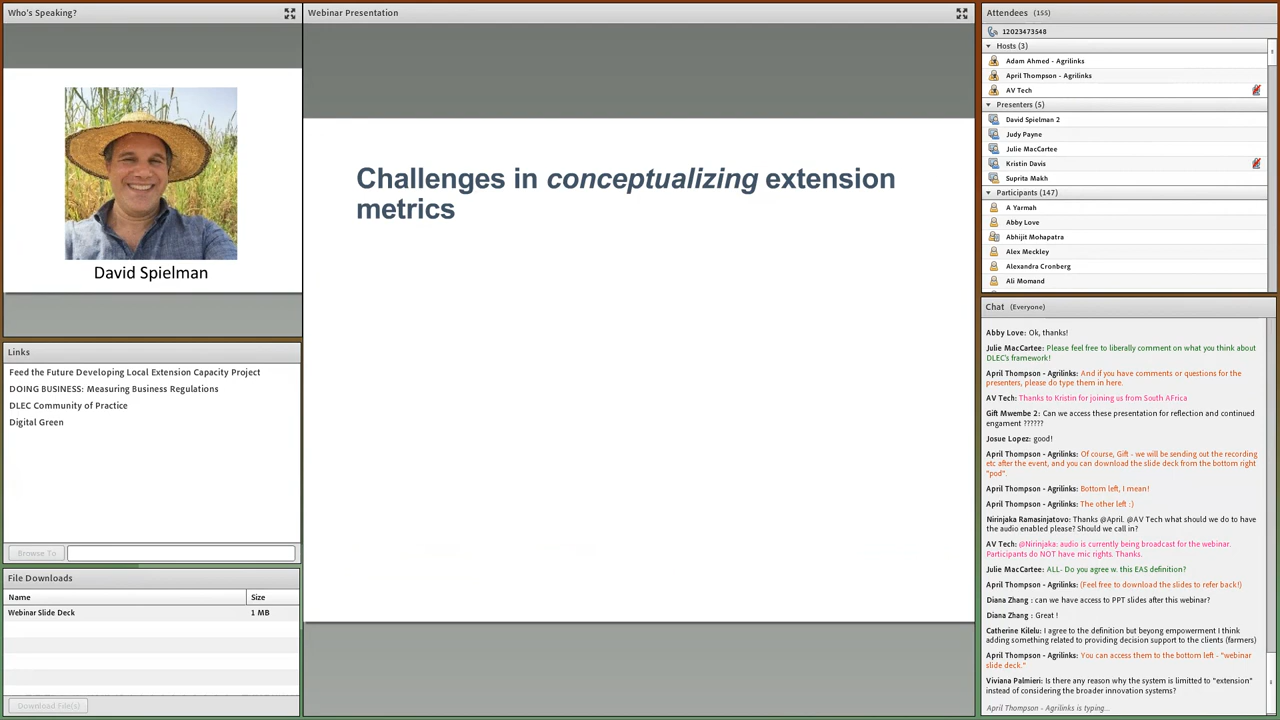 Who's Speaking?
David Spielman
Links
Feed the Future Developing Local Extension Capacity Project
DOING BUSINESS: Measuring Business Regulations
DLEC Community of Practice
Digital Green
Browse To
File Downloads
Name Size
Webinar Slide Deck 1 MB
Download File(s)
Webinar Presentation
Challenges in conceptualizing extension
metrics
Attendees (155)
12023473548
Hosts (3)
Adam Ahmed - Agrilinks
April Thompson - Agrilinks
AV Tech
Presenters (5)
David Spielman 2
Judy Payne
Julie MacCartee
Kristin Davis
Suprita Makh
Participants (147)
A Yarmah
Abby Love
Abhijit Mohapatra
Alex Meckley
Alexandra Cronberg
Ali Momand
Chat (Everyone)
Abby Love: Ok, thanks!
Julie MacCartee: Please feel free to liberally comment on what you think about
DLEC's framework!
April Thompson - Agrilinks: And if you have comments or questions for the
presenters, please do type them in here.
AV Tech: Thanks to Kristin for joining us from South AFrica
Gift Mwembe 2: Can we access these presentation for reflection and continued
engament ??????
Josue Lopez: good!
April Thompson - Agrilinks: Of course, Gift - we will be sending out the recording
etc after the event, and you can download the slide deck from the bottom right
"pod".
April Thompson - Agrilinks: Bottom left, I mean!
April Thompson - Agrilinks: The other left :)
Nirinjaka Ramasinjatovo: Thanks @April. @AV Tech what should we do to have
the audio enabled please? Should we call in?
AV Tech: @Nirinjaka: audio is currently being broadcast for the webinar.
Participants do NOT have mic rights. Thanks.
Julie MacCartee: ALL- Do you agree w. this EAS definition?
April Thompson - Agrilinks: (Feel free to download the slides to refer back!)
Diana Zhang : can we have access to PPT slides after this webinar?
Diana Zhang : Great !
Catherine Kilelu: I agree to the definition but beyong empowerment I think
adding something related to providing decision support to the clients (farmers)
April Thompson - Agrilinks: You can access them to the bottom left - "webinar
slide deck."
Viviana Palmieri: Is there any reason why the system is limitted to "extension"
instead of considering the broader innovation systems?
April Thompson - Agrilinks is typing...